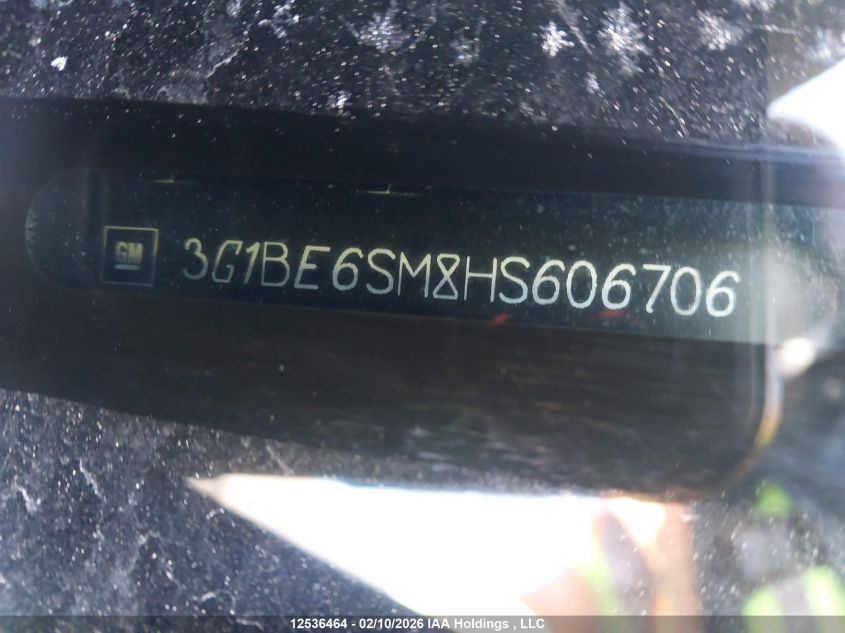 GM 3G1BE6SM8HS606706
12536464 - 02/10/2026 IAA Holdings , LLC